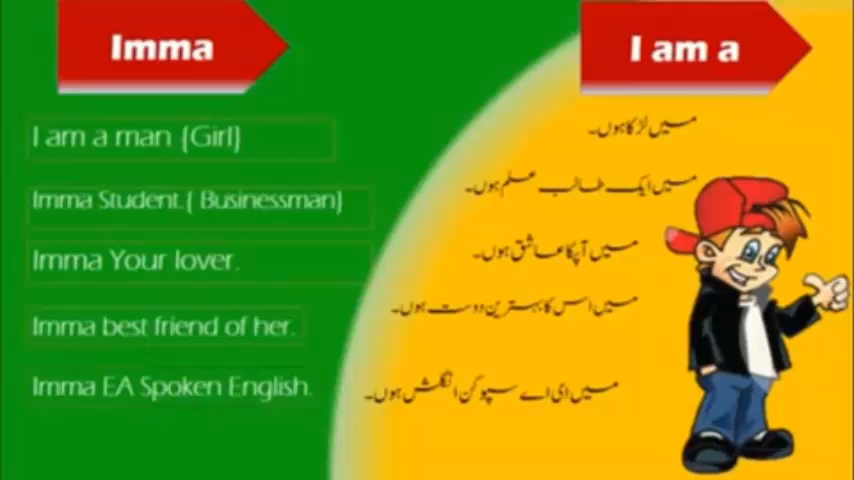 Imma
I am a
I am a man (Girl)
میں لڑکا ہوں۔
Imma Student.( Businessman)
میں ایک طالب علم ہوں۔
Imma Your lover.
میں آپکا عاشق ہوں۔
Imma best friend of her.
میں اس کا بہترین دوست ہوں۔
Imma EA Spoken English.
میں ای اے سپوکن انگلش ہوں۔